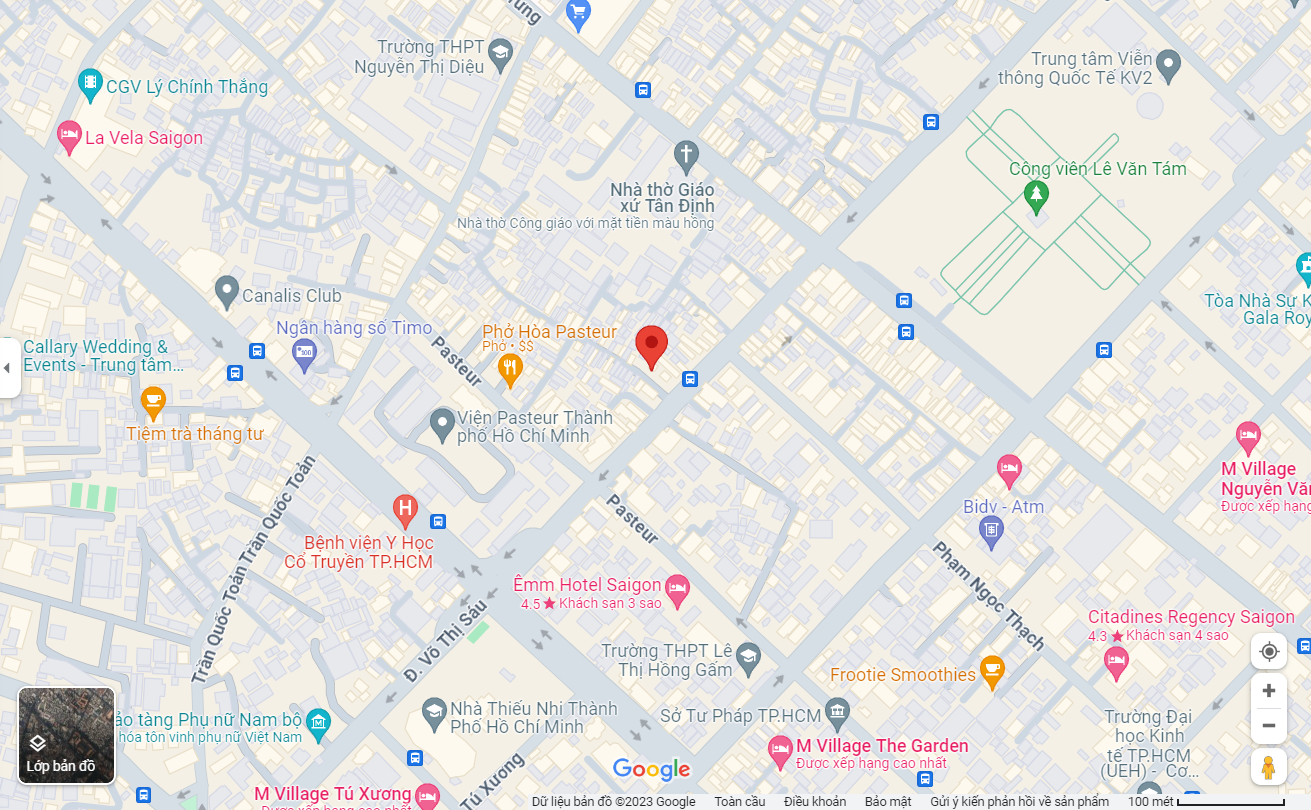 Trường THPT
Nguyễn Thị Diệu
Trung tâm Viễn
thông Quốc Tế KV2
CGV Lý Chính Thắng
La Vela Saigon
Công viên Lê Văn Tám
Nhà thờ Giáo
xứ Tân Định
Nhà thờ Công giáo với mặt tiền màu hồng
Canalis Club
Tòa Nhà Sự
Gala Roy
Ngân hàng số Timo
Phở Hòa Pasteur
Phở • $$
Pasteur
Callary Wedding &
Events - Trung tâm...
Viện Pasteur Thành
phố Hồ Chí Minh
Tiệm trà tháng tư
M Village
Nguyễn
Được xếp hạng
Trần Quốc Toản
Trần Quốc Toản
H
Bệnh viện Y Học
Cổ Truyền TP.HCM
Pasteur
Bidv - Atm
Phạm Ngọc Thạch
Êmm Hotel Saigon
4.5★ Khách sạn 3 sao
Đ. Võ Thị Sáu
Citadines Regency Saigon
4.3 ★ Khách sạn 4 sao
Trường THPT Lê
Thị Hồng Gấm
Frootie Smoothies
ảo tàng Phụ nữ Nam bộ
hóa tôn vinh phụ nữ Việt Nam
Nhà Thiếu Nhi Thành
Phố Hồ Chí Minh
Sở Tư Pháp TP.HCM
Trường Đại
học Kinh
tế TP.HCM
(UEH) - Cơ...
M Village The Garden
Được xếp hạng cao nhất
Lớp bản đồ
Google
M Village Tú Xương
Được xếp hạng cao nhất
Tú Xương
Dữ liệu bản đồ ©2023 Google Toàn cầu Điều khoản Bảo mật Gửi ý kiến phản hồi về sản phẩm 100 mét